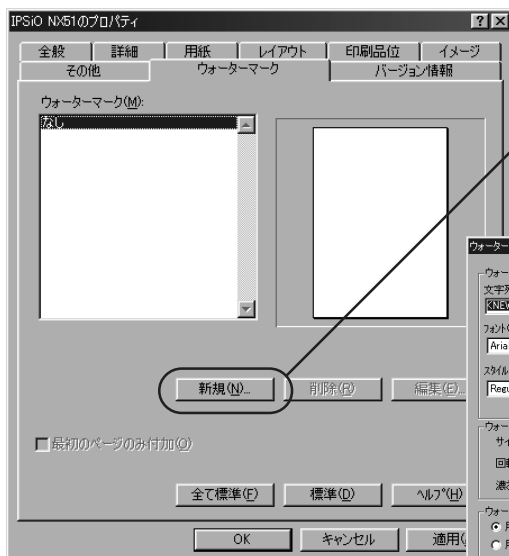 IPSiO NX51のプロパティ
全般 詳細 用紙 レイアウト 印刷品位 イメージ
その他 ウォーターマーク バージョン情報
ウォーターマーク(M):
なし
新規(N)... 削除(R) 編集(E)...
最初のページのみ付加(O)
全て標準(F) 標準(D) ヘルプ(H)
OK キャンセル 適用(
ウォーター
ウォー
文字列
<NEW
フォント(
Aria
スタイル
Regu
ウォー
サイ
回転
濃
ウォー